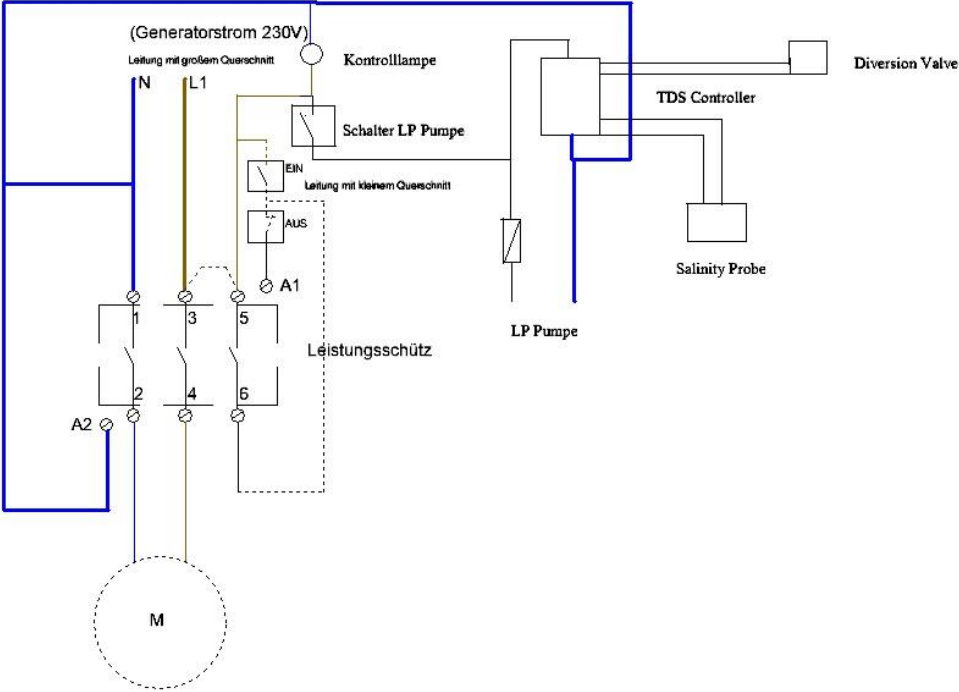 (Generatorstrom 230V)
Leitung mit großem Querschnitt
N
L1
Kontrolllampe
Diversion Valve
TDS Controller
Schalter LP Pumpe
EIN
Leitung mit kleinem Querschnitt
AUS
Salinity Probe
A1
1
3
5
LP Pumpe
Leistungsschütz
2
4
6
A2
M